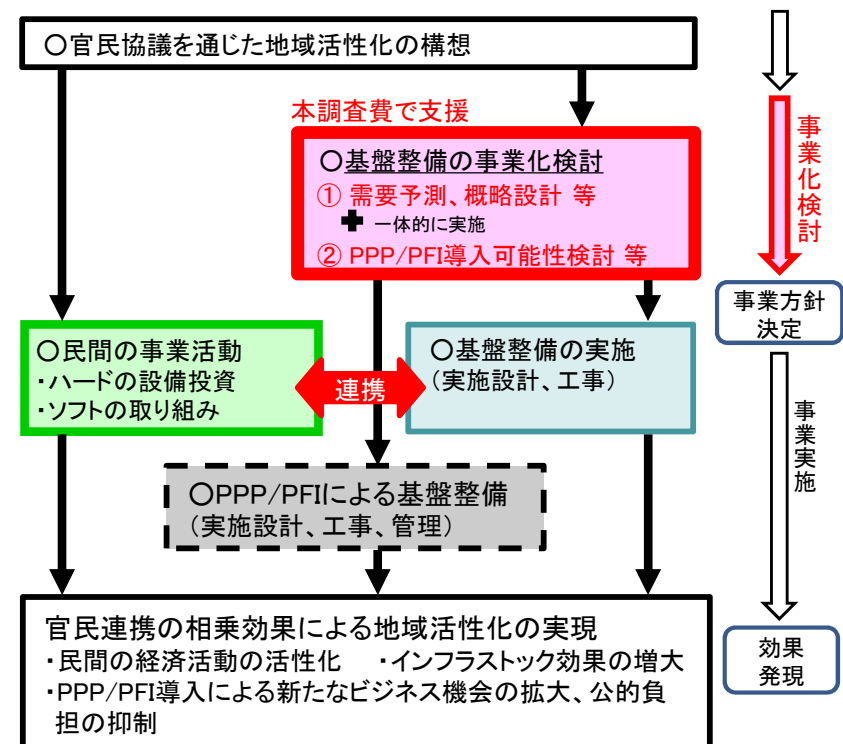 〇官民協議を通じた地域活性化の構想
本調査費で支援
〇基盤整備の事業化検討
① 需要予測、概略設計 等
一体的に実施
② PPP/PFI導入可能性検討 等
事業化検討
事業方針
決定
〇民間の事業活動
・ハードの設備投資
・ソフトの取り組み
連携
〇基盤整備の実施
(実施設計、工事)
事業実施
〇PPP/PFIによる基盤整備
(実施設計、工事、管理)
官民連携の相乗効果による地域活性化の実現
・民間の経済活動の活性化 ・インフラストック効果の増大
・PPP/PFI導入による新たなビジネス機会の拡大、公的負
担の抑制
効果
発現